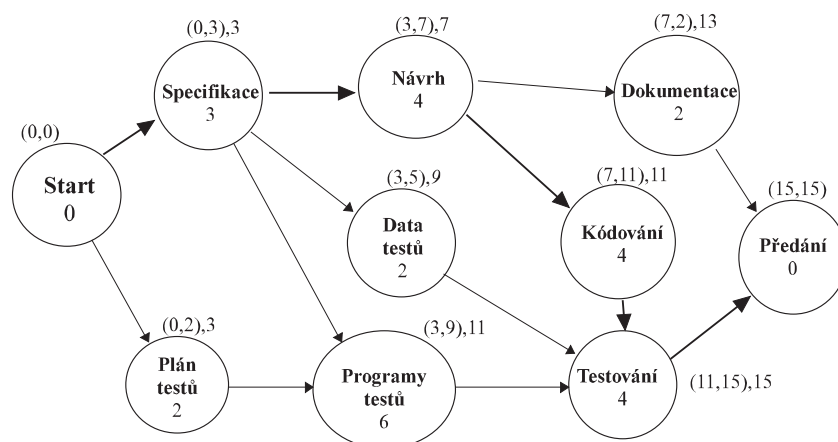 (0,3),3
(3,7),7
(7,2),13
Specifikace
3
Návrh
4
Dokumentace
2
(0,0)
Start
0
(3,5),9
(7,11),11
(15,15)
Data
testů
2
Kódování
4
Předání
0
(0,2),3
(3,9),11
Plán
testů
2
Programy
testů
6
Testování
4
(11,15),15